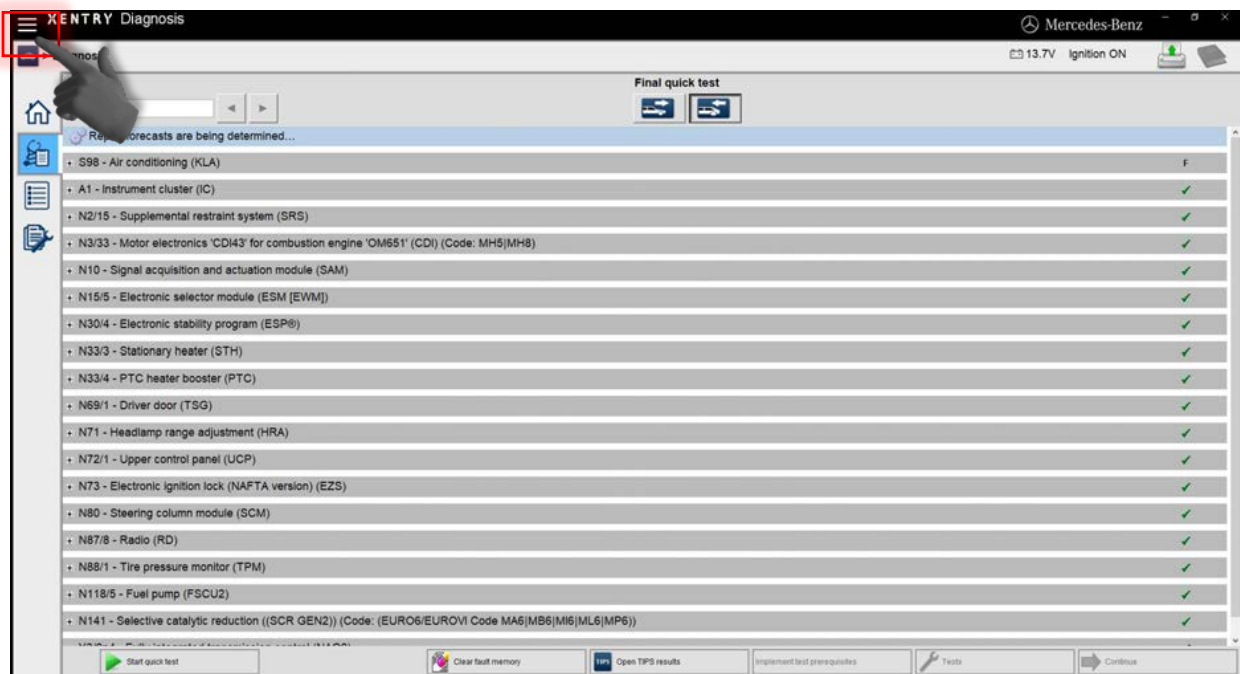 XENTRY Diagnosis
Mercedes-Benz
13.7V Ignition ON
Final quick test
forecasts are being determined...
+ S98 - Air conditioning (KLA) F
+ A1 - Instrument cluster (IC) ✓
+ N2/15 - Supplemental restraint system (SRS) ✓
+ N3/33 - Motor electronics 'CDI43' for combustion engine 'OM651' (CDI) (Code: MH5|MH8) ✓
+ N10 - Signal acquisition and actuation module (SAM) ✓
+ N15/5 - Electronic selector module (ESM [EWM]) ✓
+ N30/4 - Electronic stability program (ESP®) ✓
+ N33/3 - Stationary heater (STH) ✓
+ N33/4 - PTC heater booster (PTC) ✓
+ N69/1 - Driver door (TSG) ✓
+ N71 - Headlamp range adjustment (HRA) ✓
+ N72/1 - Upper control panel (UCP) ✓
+ N73 - Electronic ignition lock (NAFTA version) (EZS) ✓
+ N80 - Steering column module (SCM) ✓
+ N87/8 - Radio (RD) ✓
+ N88/1 - Tire pressure monitor (TPM) ✓
+ N118/5 - Fuel pump (FSCU2) ✓
+ N141 - Selective catalytic reduction ((SCR GEN2)) (Code: (EURO6/EUROVI Code MA6|MB6|MI6|ML6|MP6)) ✓
Start quick test
Clear fault memory
TIPS Open TIPS results
Implement test prerequisites
Tests
Continue